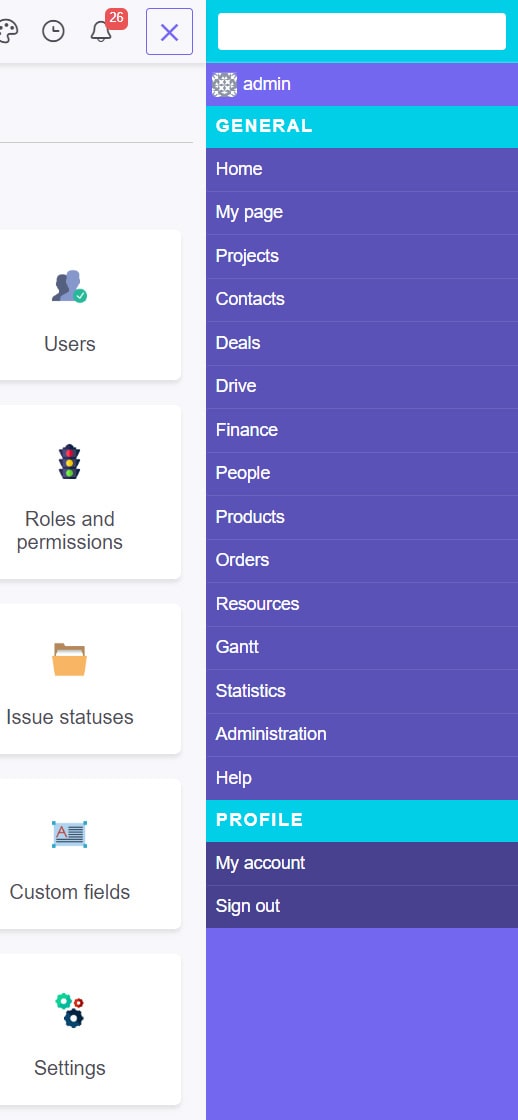 26
Users
Roles and
permissions
Issue statuses
A
Custom fields
Settings
admin
GENERAL
Home
My page
Projects
Contacts
Deals
Drive
Finance
People
Products
Orders
Resources
Gantt
Statistics
Administration
Help
PROFILE
My account
Sign out